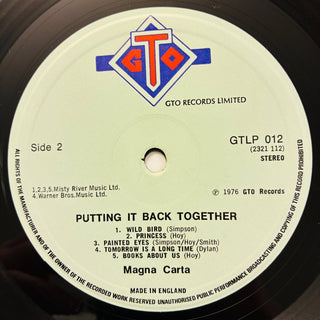 GTO
GTO RECORDS LIMITED
Side 2
GTLP 012
(2321 112)
STEREO
1,2,3,5.Misty River Music Ltd.
4.Warner Bros.Music Ltd.
℗ 1976 GTO Records
PUTTING IT BACK TOGETHER
1. WILD BIRD (Simpson)
2. PRINCESS (Hoy)
3. PAINTED EYES (Simpson/Hoy/Smith)
4. TOMORROW IS A LONG TIME (Dylan)
5. BOOKS ABOUT US (Hoy)
Magna Carta
MADE IN ENGLAND
ALL RIGHTS OF THE MANUFACTURER AND OF THE OWNER OF THE RECORDED WORK RESERVED UNAUTHORISED PUBLIC PERFORMANCE BROADCASTING AND COPYING OF THIS RECORD PROHIBITED